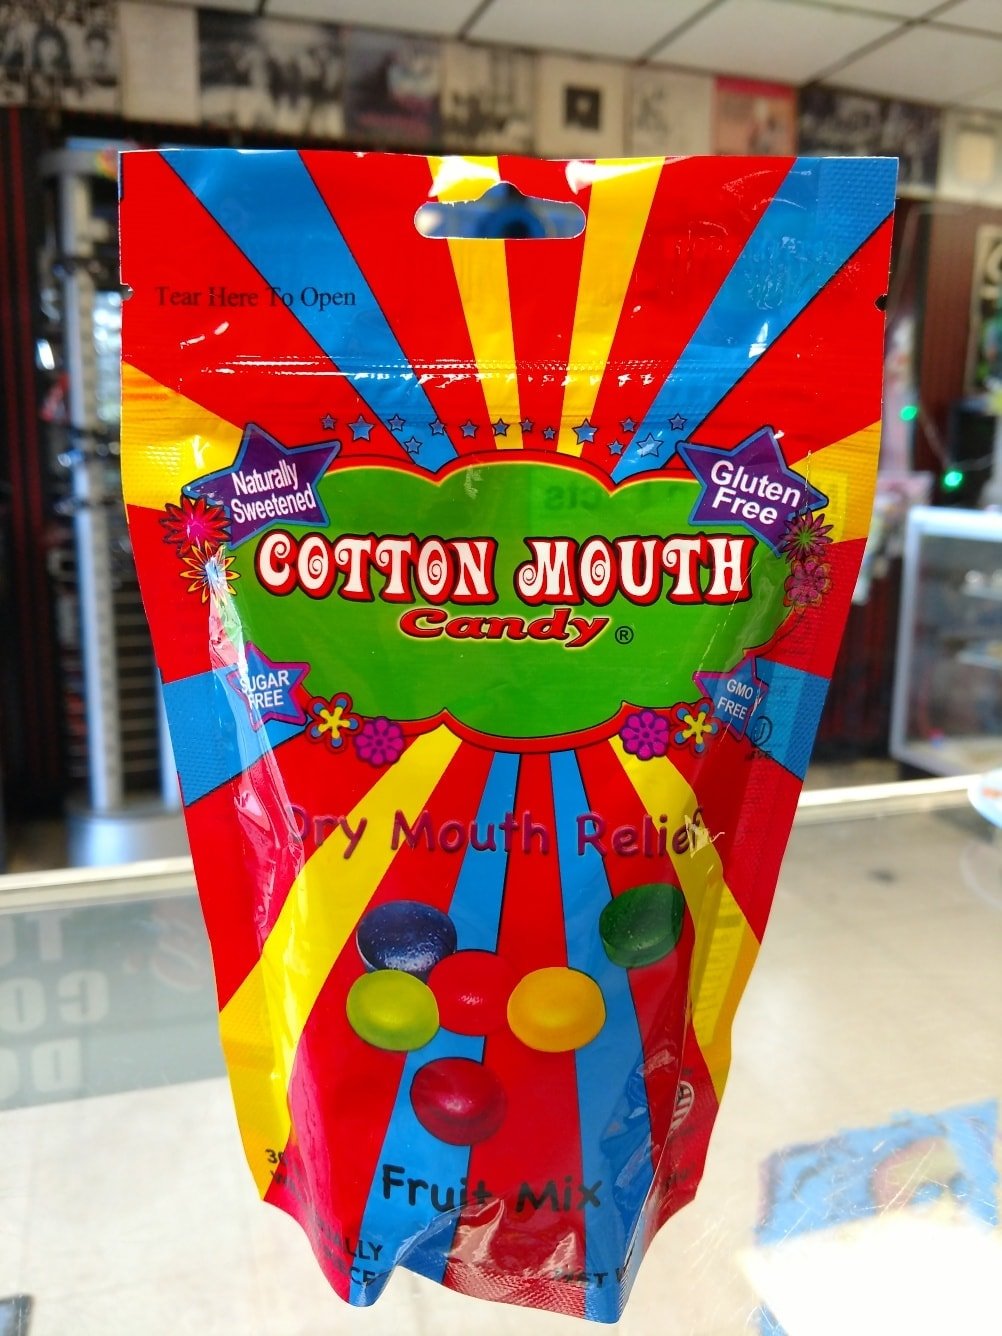 Tear Here To Open
Naturally
Sweetened
Gluten
Free
COTTON MOUTH
Candy®
SUGAR
FREE
GMO
FREE
Dry Mouth Relief
Fruit Mix